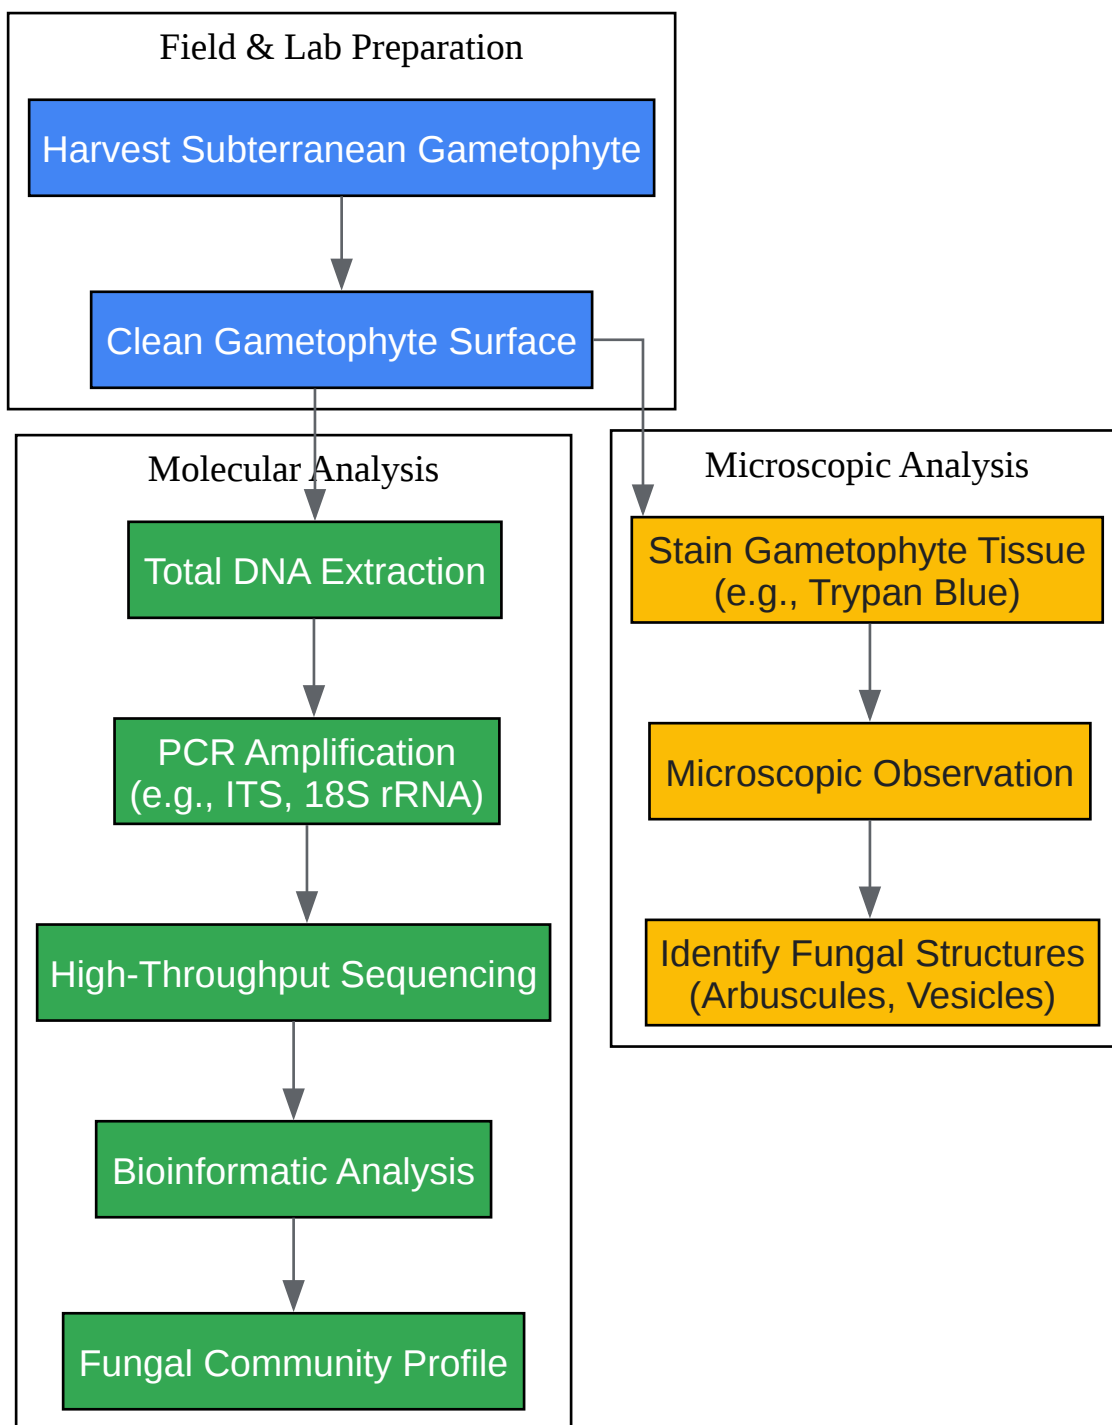 Field & Lab Preparation
Harvest Subterranean Gametophyte
Clean Gametophyte Surface
Molecular Analysis
Total DNA Extraction
PCR Amplification
(e.g., ITS, 18S rRNA)
High-Throughput Sequencing
Bioinformatic Analysis
Fungal Community Profile
Microscopic Analysis
Stain Gametophyte Tissue
(e.g., Trypan Blue)
Microscopic Observation
Identify Fungal Structures
(Arbuscules, Vesicles)